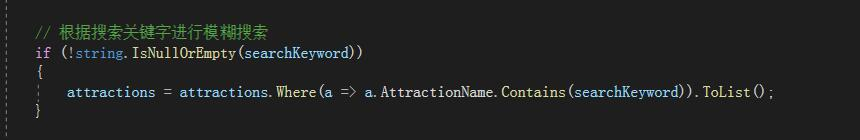 // 根据搜索关键字进行模糊搜索
if (!string.IsNullOrEmpty(searchKeyword))
{
attractions = attractions.Where(a => a.AttractionName.Contains(searchKeyword)).ToList();
}